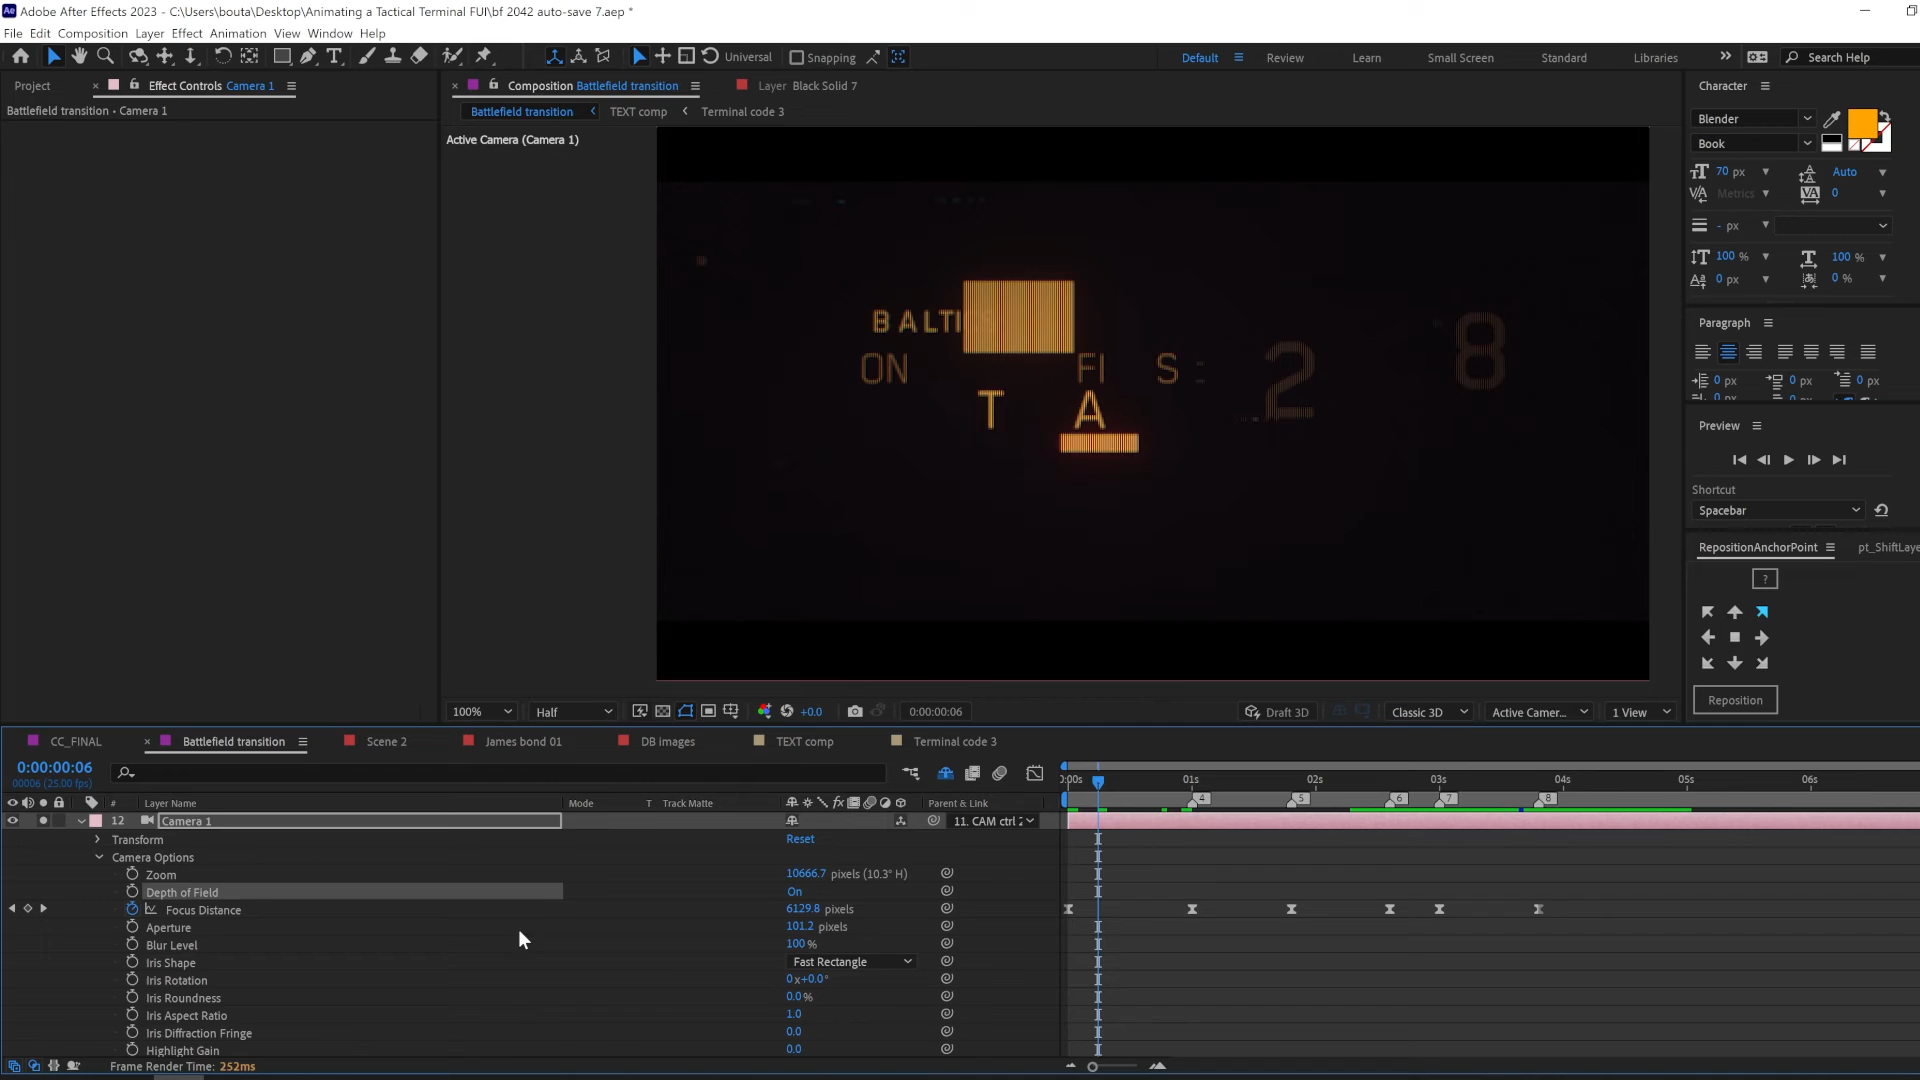 Adobe After Effects 2023 - C:\Users\bouta\Desktop\Animating a Tactical Terminal FUI\bf 2042 auto-save 7.aep *
File Edit Composition Layer Effect Animation View Window Help
Universal Snapping Default Review Learn Small Screen Standard Libraries Search Help
Project Effect Controls Camera 1
Battlefield transition • Camera 1
Composition Battlefield transition Layer Black Solid 7
Battlefield transition TEXT comp Terminal code 3
Active Camera (Camera 1)
BALTIC
ON FI S: 2 8
T A
100% Half +0.0 0:00:00:06 Draft 3D Classic 3D Active Camer... 1 View
Character
Blender
Book
70 px Auto
Metrics 0
- px
100 % 100 %
0 px 0 %
Paragraph
0 px 0 px 0 px
Preview
Shortcut
Spacebar
RepositionAnchorPoint pt_ShiftLaye
?
Reposition
CC_FINAL Battlefield transition Scene 2 James bond 01 DB images TEXT comp Terminal code 3
0:00:00:06
00006 (25.00 fps)
0:00s 01s 02s 03s 04s 05s 06s
4 5 6 7 8
# Layer Name Mode T Track Matte Parent & Link
12 Camera 1 11. CAM ctrl 2
Transform Reset
Camera Options
Zoom 10666.7 pixels (10.3° H)
Depth of Field On
Focus Distance 6129.8 pixels
Aperture 101.2 pixels
Blur Level 100 %
Iris Shape Fast Rectangle
Iris Rotation 0 x+0.0°
Iris Roundness 0.0 %
Iris Aspect Ratio 1.0
Iris Diffraction Fringe 0.0
Highlight Gain 0.0
Frame Render Time: 252ms